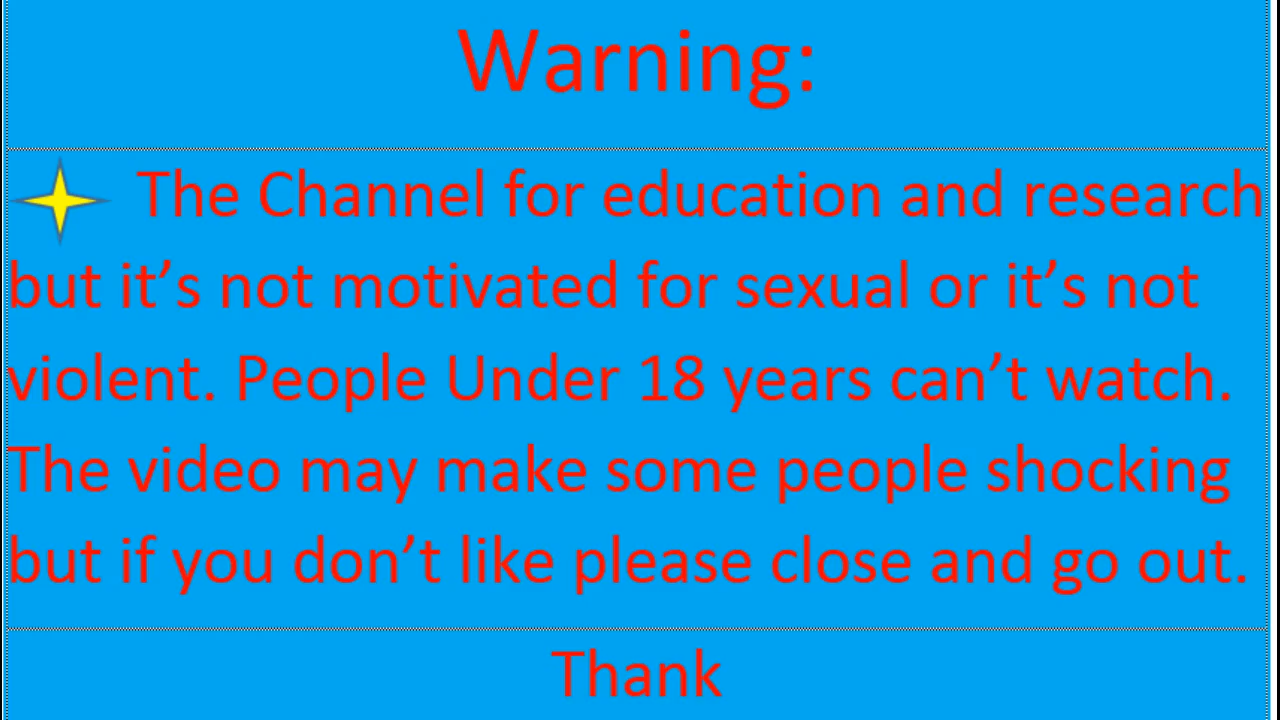 Warning:
The Channel for education and research
but it’s not motivated for sexual or it’s not
violent. People Under 18 years can’t watch.
The video may make some people shocking
but if you don’t like please close and go out.
Thank